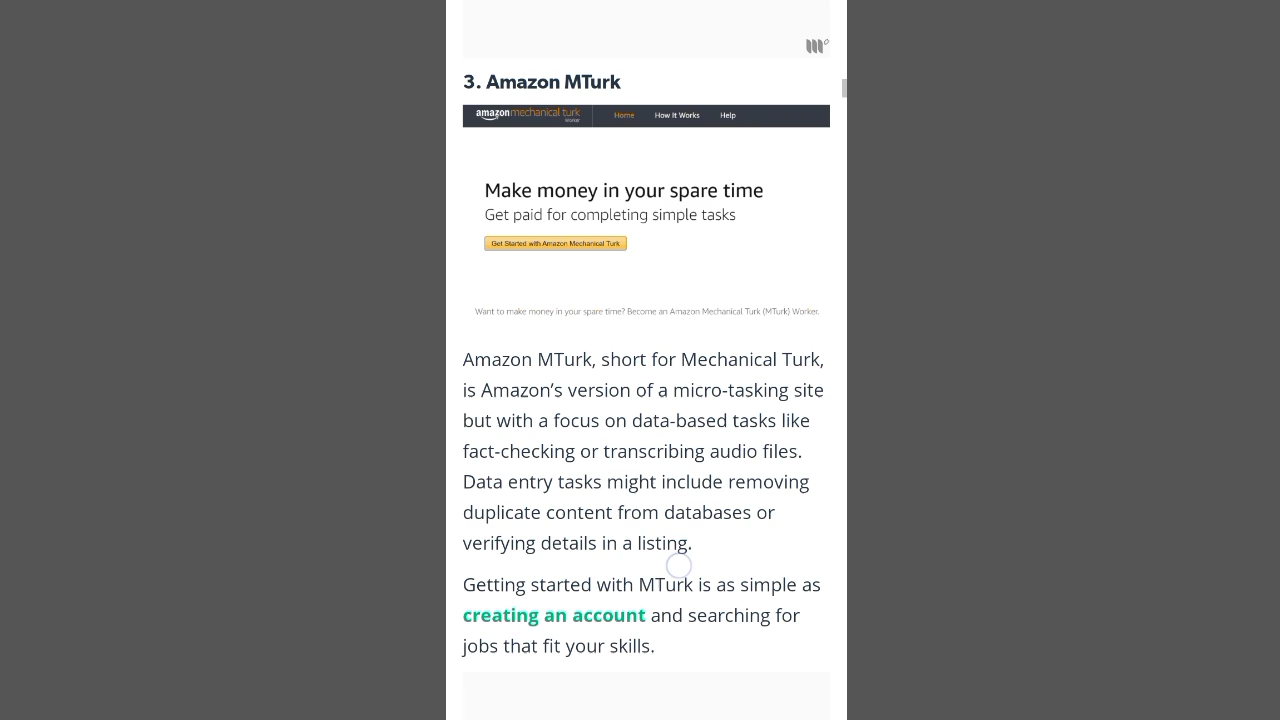 3. Amazon MTurk
amazon mechanical turk
Worker
Home How It Works Help
Make money in your spare time
Get paid for completing simple tasks
Get Started with Amazon Mechanical Turk
Want to make money in your spare time? Become an Amazon Mechanical Turk (MTurk) Worker.
Amazon MTurk, short for Mechanical Turk,
is Amazon’s version of a micro-tasking site
but with a focus on data-based tasks like
fact-checking or transcribing audio files.
Data entry tasks might include removing
duplicate content from databases or
verifying details in a listing.
Getting started with MTurk is as simple as
creating an account and searching for
jobs that fit your skills.